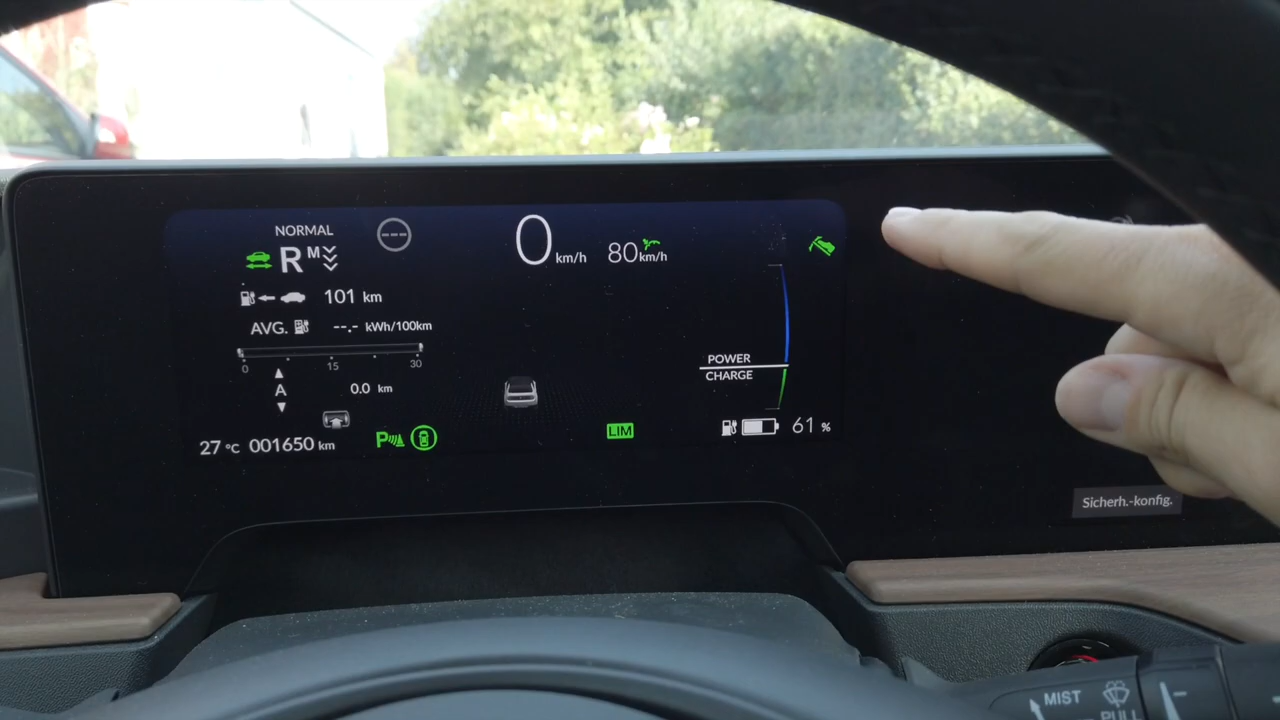 NORMAL
R M
---
0 km/h
80 km/h
101 km
AVG. --.- kWh/100km
0 15 30
A
0.0 km
POWER
CHARGE
27 °C 001650 km
P
LIM
61 %
Sicherh.-konfig.
MIST
PULL